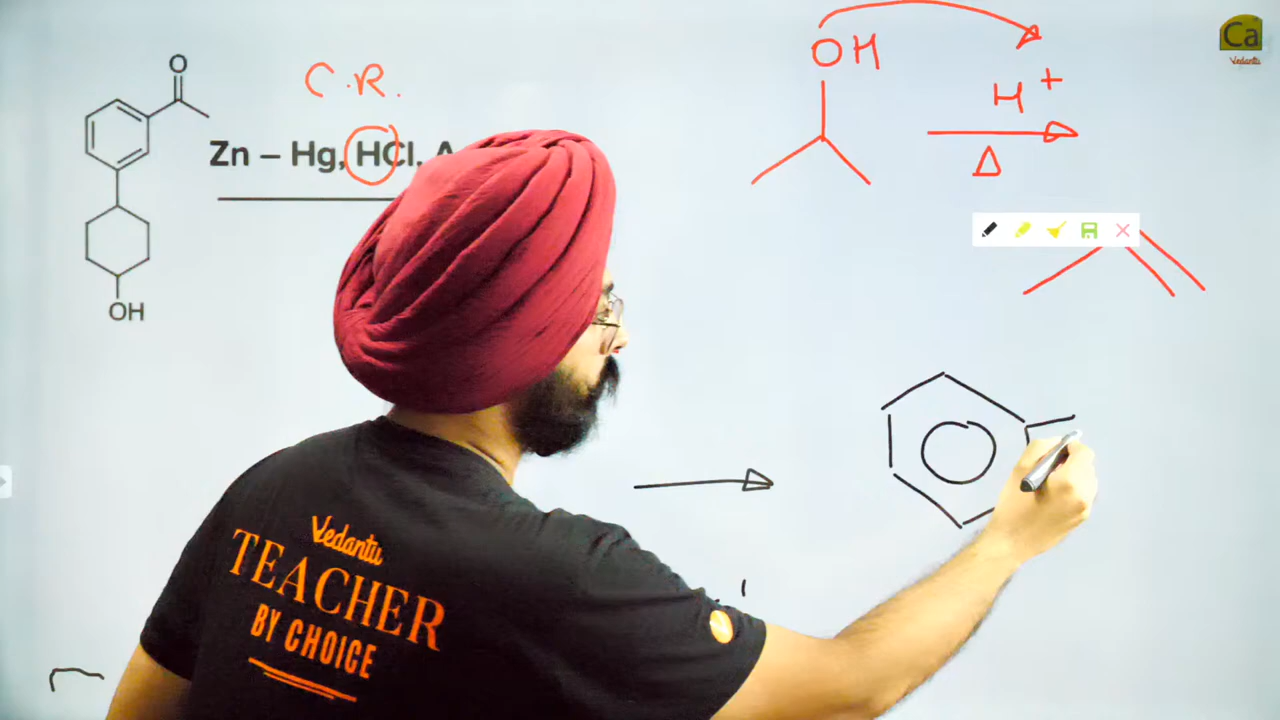 O
C.R.
Zn – Hg, HCl, A
OH
OH
H+
Δ
Ca
Vedantu
Vedantu
TEACHER
BY CHOICE